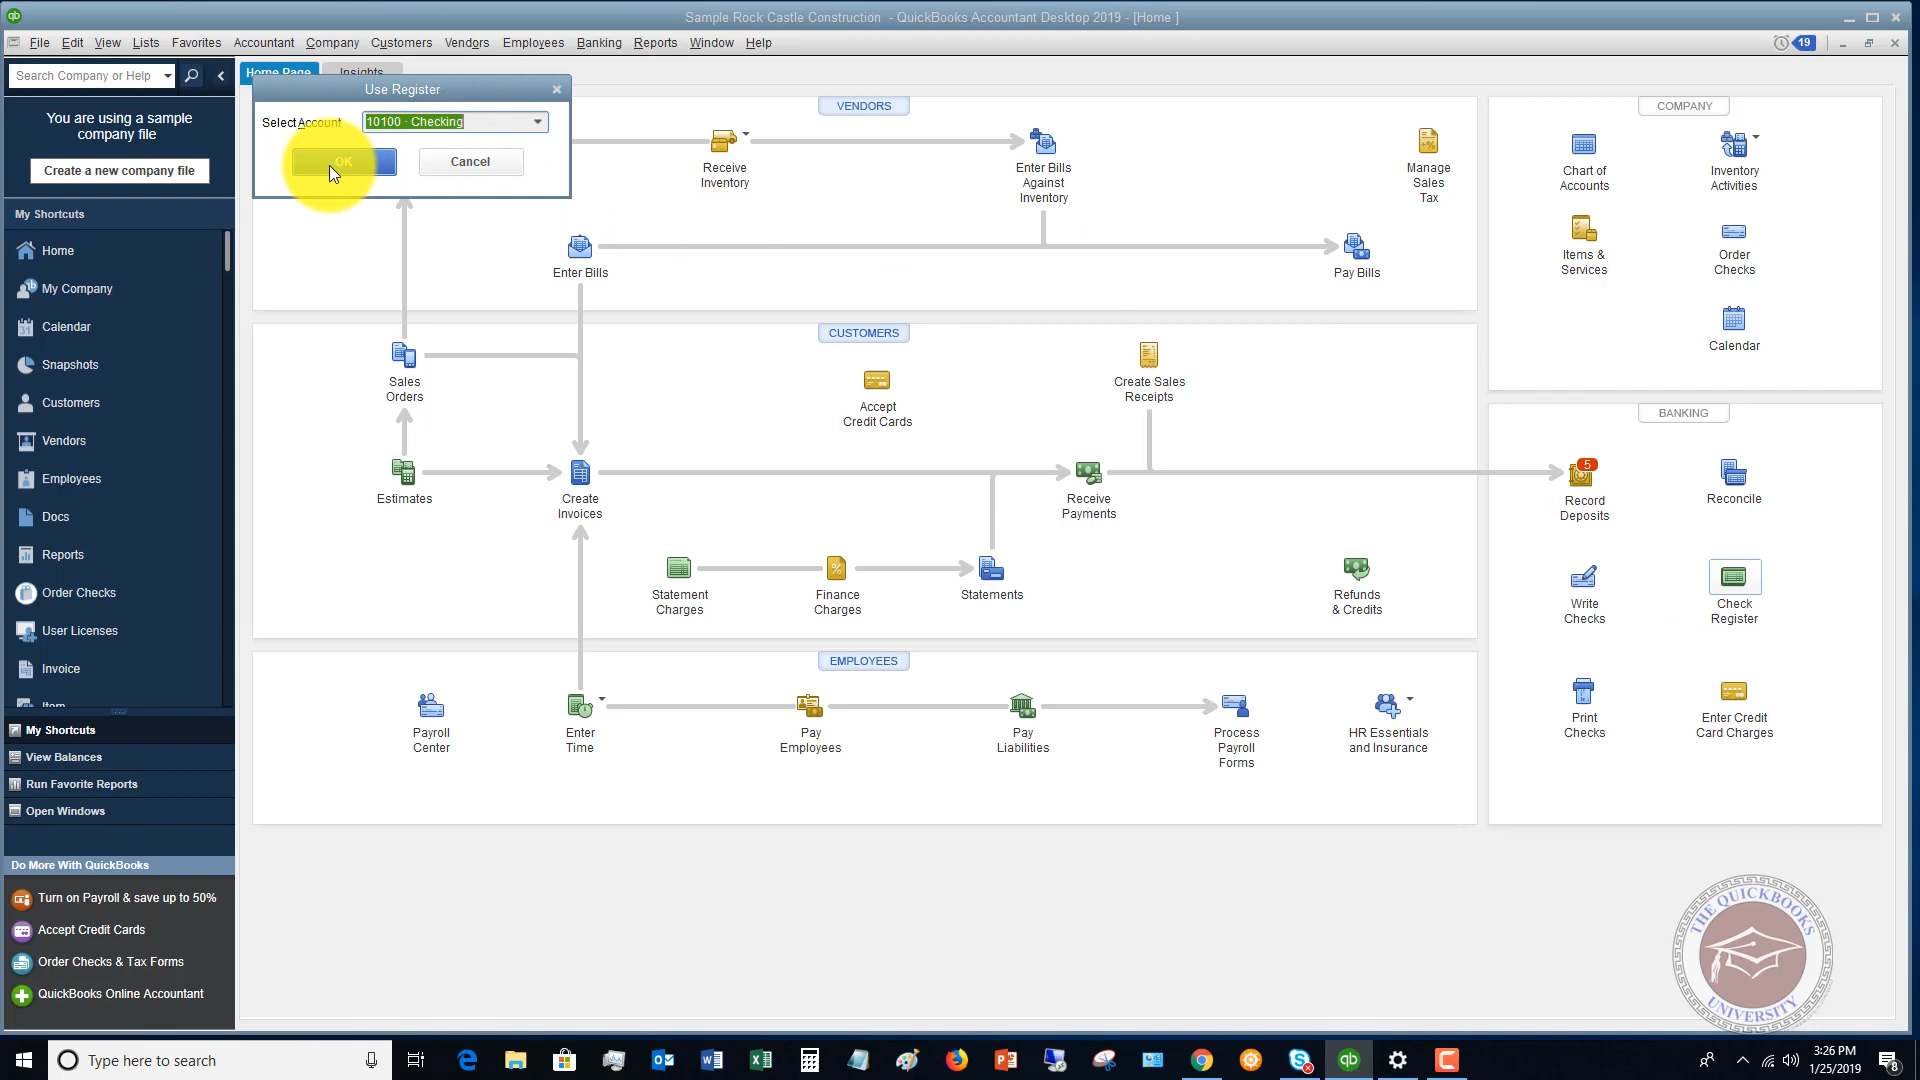 Sample Rock Castle Construction - QuickBooks Accountant Desktop 2019 - [Home ]
File Edit View Lists Favorites Accountant Company Customers Vendors Employees Banking Reports Window Help
19
Search Company or Help
Home Page
Insights
Use Register
Select Account
10100 · Checking
OK
Cancel
You are using a sample
company file
Create a new company file
My Shortcuts
Home
My Company
Calendar
Snapshots
Customers
Vendors
Employees
Docs
Reports
Order Checks
User Licenses
Invoice
Item
My Shortcuts
View Balances
Run Favorite Reports
Open Windows
Do More With QuickBooks
Turn on Payroll & save up to 50%
Accept Credit Cards
Order Checks & Tax Forms
QuickBooks Online Accountant
VENDORS
Receive
Inventory
Enter Bills
Against
Inventory
Manage
Sales
Tax
Enter Bills
Pay Bills
CUSTOMERS
Sales
Orders
Accept
Credit Cards
Create Sales
Receipts
Estimates
Create
Invoices
Receive
Payments
Statement
Charges
Finance
Charges
Statements
Refunds
& Credits
EMPLOYEES
Payroll
Center
Enter
Time
Pay
Employees
Pay
Liabilities
Process
Payroll
Forms
HR Essentials
and Insurance
COMPANY
Chart of
Accounts
Inventory
Activities
Items &
Services
Order
Checks
Calendar
BANKING
5
Record
Deposits
Reconcile
Write
Checks
Check
Register
Print
Checks
Enter Credit
Card Charges
THE QUICKBOOKS
UNIVERSITY
Type here to search
3:26 PM
1/25/2019
8